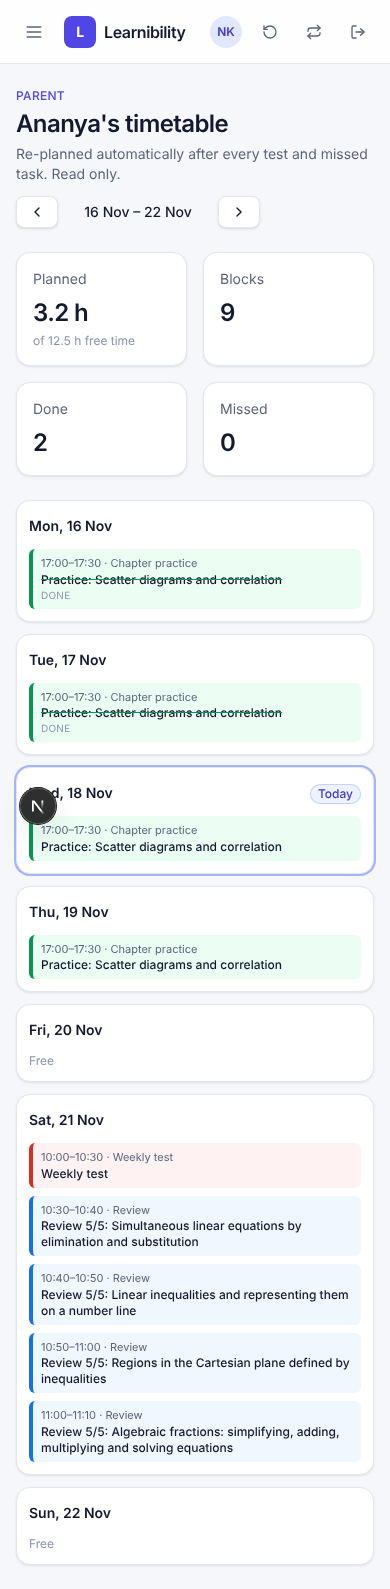 L Learnibility NK
PARENT
Ananya's timetable
Re-planned automatically after every test and missed
task. Read only.
16 Nov – 22 Nov
Planned
3.2 h
of 12.5 h free time
Blocks
9
Done
2
Missed
0
Mon, 16 Nov
17:00–17:30 · Chapter practice
Practice: Scatter diagrams and correlation
DONE
Tue, 17 Nov
17:00–17:30 · Chapter practice
Practice: Scatter diagrams and correlation
DONE
18 Nov
Today
N
17:00–17:30 · Chapter practice
Practice: Scatter diagrams and correlation
Thu, 19 Nov
17:00–17:30 · Chapter practice
Practice: Scatter diagrams and correlation
Fri, 20 Nov
Free
Sat, 21 Nov
10:00–10:30 · Weekly test
Weekly test
10:30–10:40 · Review
Review 5/5: Simultaneous linear equations by
elimination and substitution
10:40–10:50 · Review
Review 5/5: Linear inequalities and representing them
on a number line
10:50–11:00 · Review
Review 5/5: Regions in the Cartesian plane defined by
inequalities
11:00–11:10 · Review
Review 5/5: Algebraic fractions: simplifying, adding,
multiplying and solving equations
Sun, 22 Nov
Free